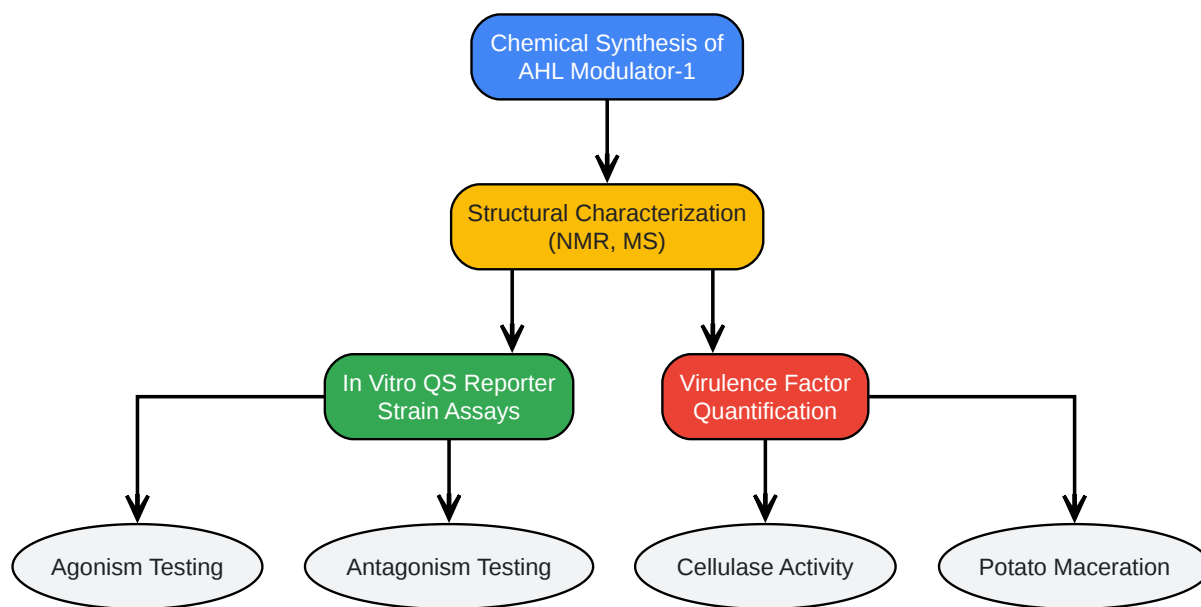 Chemical Synthesis of
AHL Modulator-1
Structural Characterization
(NMR, MS)
In Vitro QS Reporter
Strain Assays
Virulence Factor
Quantification
Agonism Testing
Antagonism Testing
Cellulase Activity
Potato Maceration